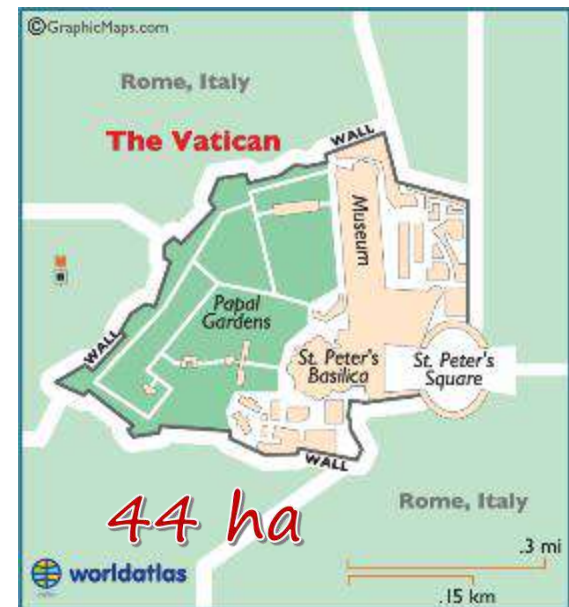 ©GraphicMaps.com
Rome, Italy
The Vatican
WALL
Museum
Papal
Gardens
WALL
St. Peter's
Basilica
St. Peter's
Square
WALL
44 ha
Rome, Italy
.3 mi
worldatlas
.15 km